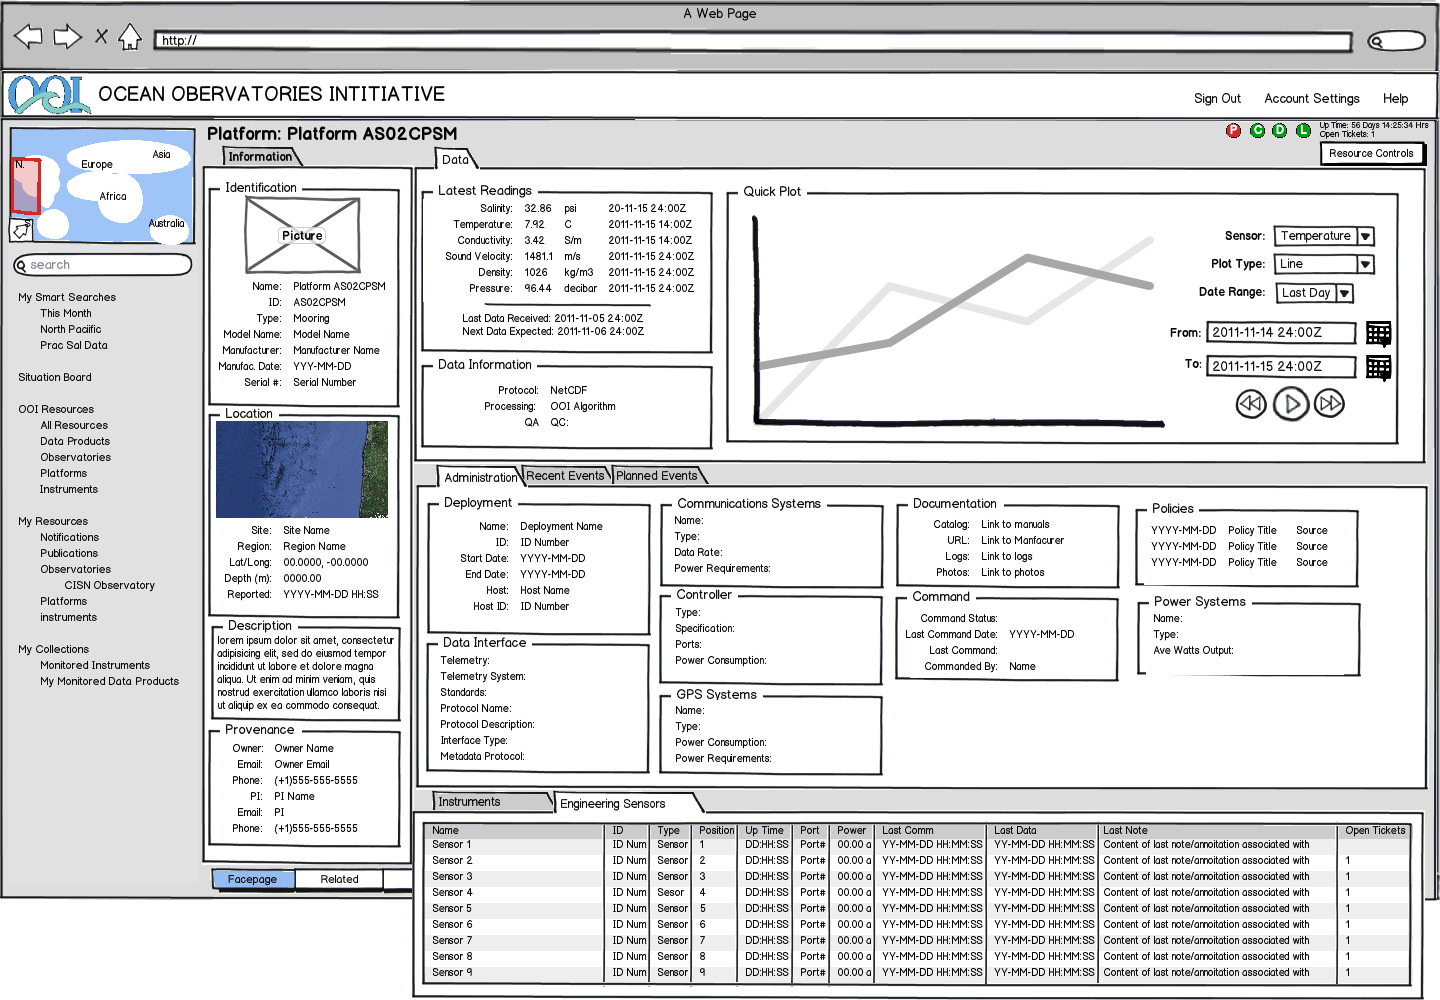 A Web Page
http://
OOI OCEAN OBERVATORIES INTITIATIVE
Sign Out Account Settings Help
N.
Europe
Asia
Africa
Australia
S
search
My Smart Searches
This Month
North Paciific
Prac Sal Data
Situation Board
OOI Resources
All Resources
Data Products
Observatories
Platforms
Instruments
My Resources
Notifications
Publications
Observatories
CISN Observatory
Platforms
instruments
My Collections
Monitored Instruments
My Monitored Data Products
Platform: Platform AS02CPSM
P C D L
Up Time: 56 Days 14:25:34 Hrs
Open Tickets: 1
Resource Controls
Information
Identification
Picture
Name: Platform AS02CPSM
ID: AS02CPSM
Type: Mooring
Model Name: Model Name
Manufacturer: Manufacturer Name
Manufac. Date: YYY-MM-DD
Serial #: Serial Number
Location
Site: Site Name
Region: Region Name
Lat/Long: 00.0000, -00.0000
Depth (m): 0000.00
Reported: YYYY-MM-DD HH:SS
Description
lorem ipsum dolor sit amet, consectetur
adipisicing elit, sed do eiusmod tempor
incididunt ut labore et dolore magna
aliqua. Ut enim ad minim veniam, quis
nostrud exercitation ullamco laboris nisi
ut aliquip ex ea commodo consequat.
Provenance
Owner: Owner Name
Email: Owner Email
Phone: (+1)555-555-5555
PI: PI Name
Email: PI
Phone: (+1)555-555-5555
Facepage Related
Data
Latest Readings
Salinity: 32.86 psi 20-11-15 24:00Z
Temperature: 7.92 C 2011-11-15 14:00Z
Conductivity: 3.42 S/m 2011-11-15 24:00Z
Sound Velocity: 1481.1 m/s 2011-11-15 24:00Z
Density: 1026 kg/m3 2011-11-15 24:00Z
Pressure: 96.44 decibar 2011-11-15 24:00Z
Last Data Received: 2011-11-05 24:00Z
Next Data Expected: 2011-11-06 24:00Z
Data Information
Protocol: NetCDF
Processing: OOI Algorithm
QA QC:
Quick Plot
Sensor: Temperature
Plot Type: Line
Date Range: Last Day
From: 2011-11-14 24:00Z
To: 2011-11-15 24:00Z
Administration Recent Events Planned Events
Deployment
Name: Deployment Name
ID: ID Number
Start Date: YYYY-MM-DD
End Date: YYYY-MM-DD
Host: Host Name
Host ID: ID Number
Data Interface
Telemetry:
Telemetry System:
Standards:
Protocol Name:
Protocol Description:
Interface Type:
Metadata Protocol:
Communications Systems
Name:
Type:
Data Rate:
Power Requirements:
Controller
Type:
Specification:
Ports:
Power Consumption:
GPS Systems
Name:
Type:
Power Consumption:
Power Requirements:
Documentation
Catalog: Link to manuals
URL: Link to Manfacurer
Logs: Link to logs
Photos: Link to photos
Command
Command Status:
Last Command Date: YYYY-MM-DD
Last Command:
Commanded By: Name
Policies
YYYY-MM-DD Policy Title Source
YYYY-MM-DD Policy Title Source
YYYY-MM-DD Policy Title Source
Power Systems
Name:
Type:
Ave Watts Output:
Instruments Engineering Sensors
Name ID Type Position Up Time Port Power Last Comm Last Data Last Note Open Tickets
Sensor 1 ID Num Sensor 1 DD:HH:SS Port# 00.00 a YY-MM-DD HH:MM:SS YY-MM-DD HH:MM:SS Content of last note/annoitation associated with
Sensor 2 ID Num Sensor 2 DD:HH:SS Port# 00.00 a YY-MM-DD HH:MM:SS YY-MM-DD HH:MM:SS Content of last note/annoitation associated with 1
Sensor 3 ID Num Sensor 3 DD:HH:SS Port# 00.00 a YY-MM-DD HH:MM:SS YY-MM-DD HH:MM:SS Content of last note/annoitation associated with 1
Sensor 4 ID Num Sesor 4 DD:HH:SS Port# 00.00 a YY-MM-DD HH:MM:SS YY-MM-DD HH:MM:SS Content of last note/annoitation associated with 1
Sensor 5 ID Num Sensor 5 DD:HH:SS Port# 00.00 a YY-MM-DD HH:MM:SS YY-MM-DD HH:MM:SS Content of last note/annoitation associated with 1
Sensor 6 ID Num Sensor 6 DD:HH:SS Port# 00.00 a YY-MM-DD HH:MM:SS YY-MM-DD HH:MM:SS Content of last note/annoitation associated with 1
Sensor 7 ID Num Sensor 7 DD:HH:SS Port# 00.00 a YY-MM-DD HH:MM:SS YY-MM-DD HH:MM:SS Content of last note/annoitation associated with 1
Sensor 8 ID Num Sensor 8 DD:HH:SS Port# 00.00 a YY-MM-DD HH:MM:SS YY-MM-DD HH:MM:SS Content of last note/annoitation associated with 1
Sensor 9 ID Num Sensor 9 DD:HH:SS Port# 00.00 a YY-MM-DD HH:MM:SS YY-MM-DD HH:MM:SS Content of last note/annoitation associated with 1